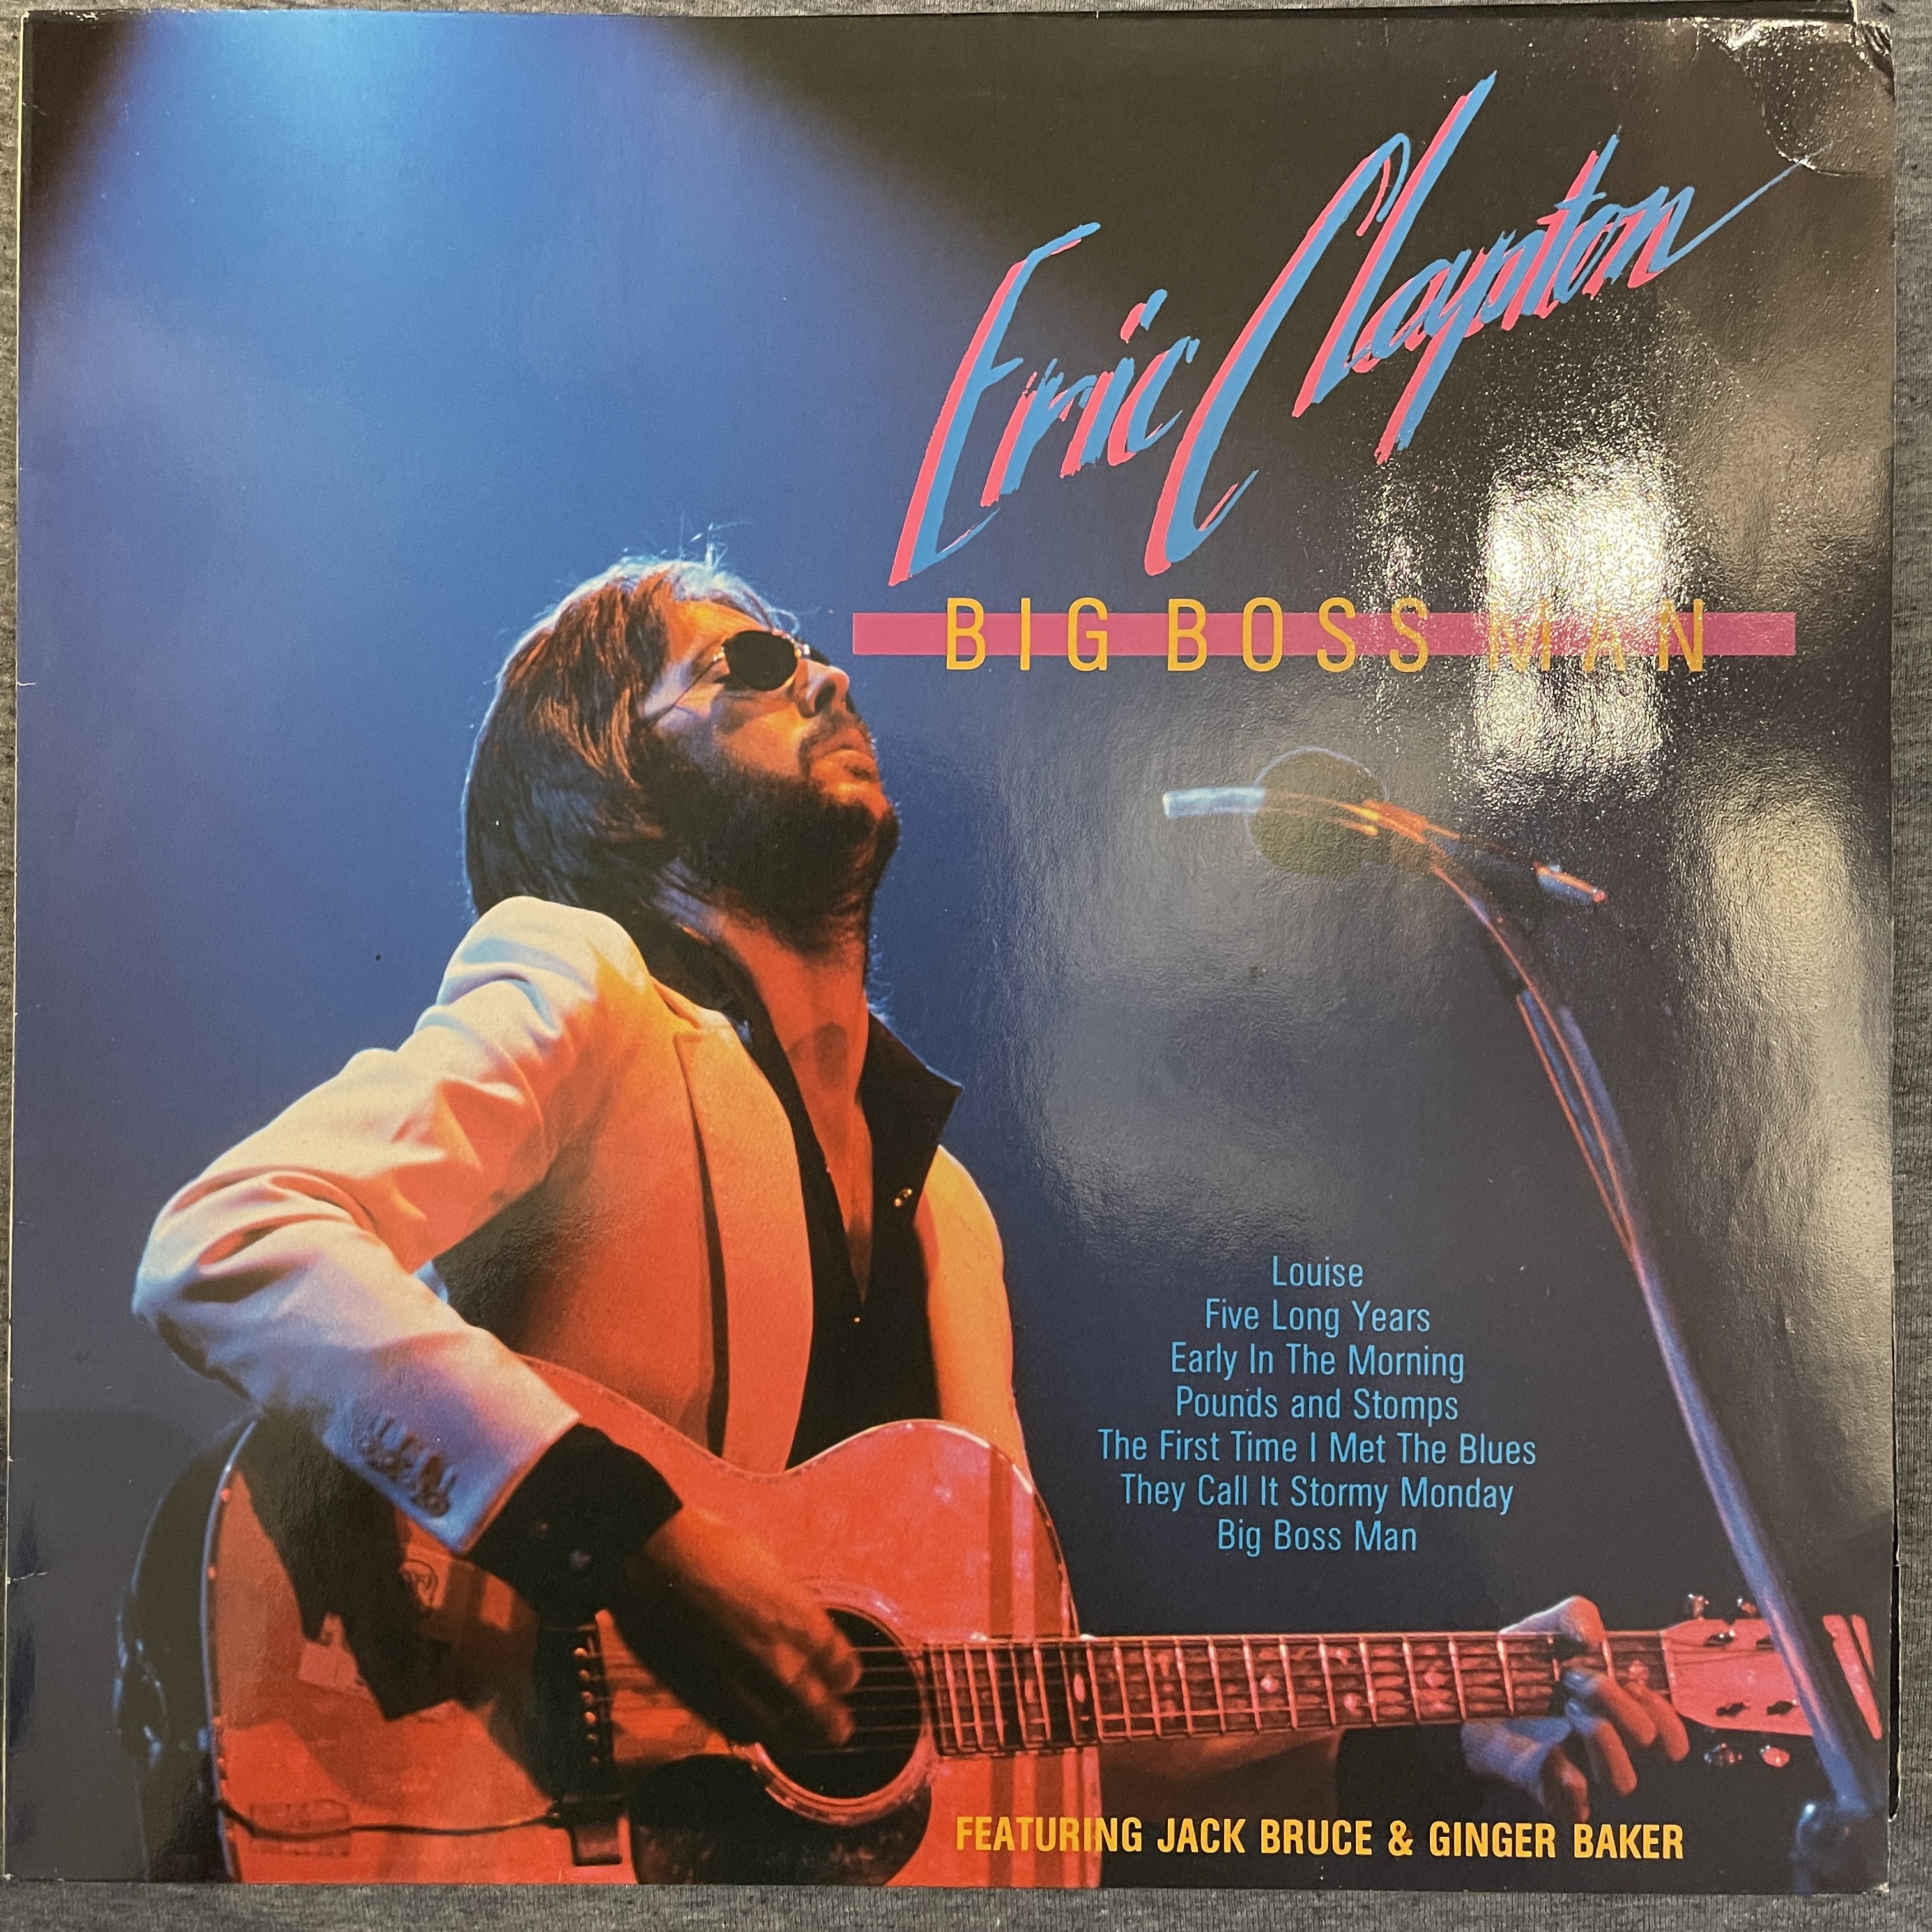 Eric Clapton
BIG BOSS MAN
Louise
Five Long Years
Early In The Morning
Pounds and Stomps
The First Time I Met The Blues
They Call It Stormy Monday
Big Boss Man
FEATURING JACK BRUCE & GINGER BAKER